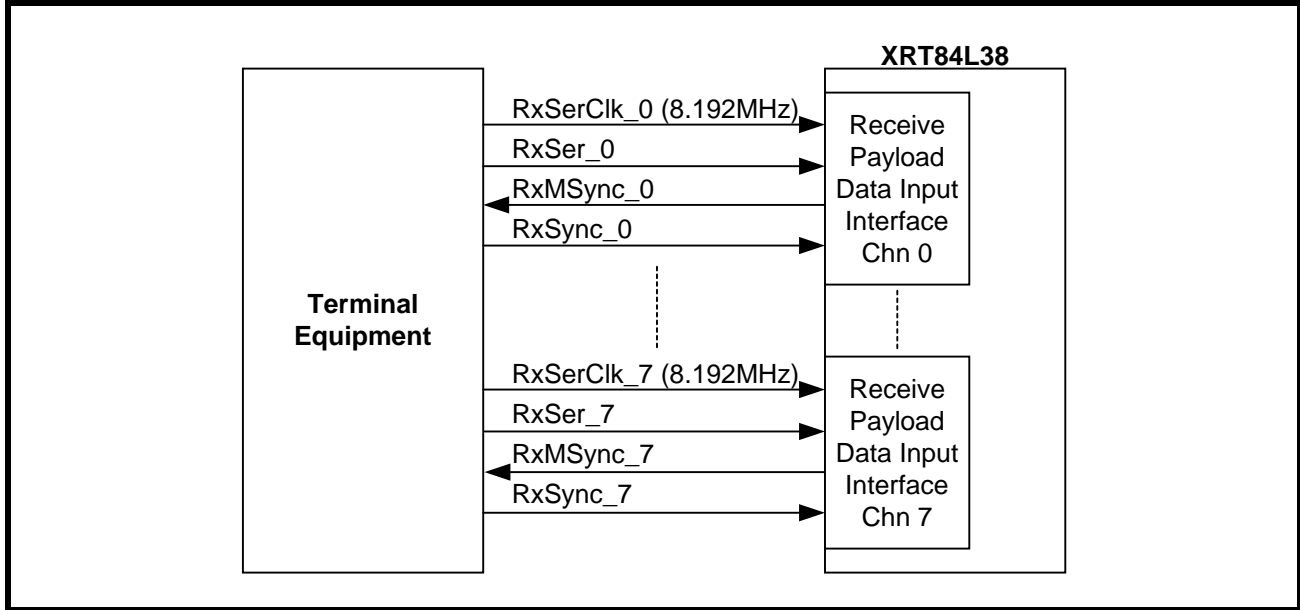 XRT84L38
Terminal
Equipment
RxSerClk_0 (8.192MHz)
RxSer_0
RxMSync_0
RxSync_0
Receive
Payload
Data Input
Interface
Chn 0
RxSerClk_7 (8.192MHz)
RxSer_7
RxMSync_7
RxSync_7
Receive
Payload
Data Input
Interface
Chn 7